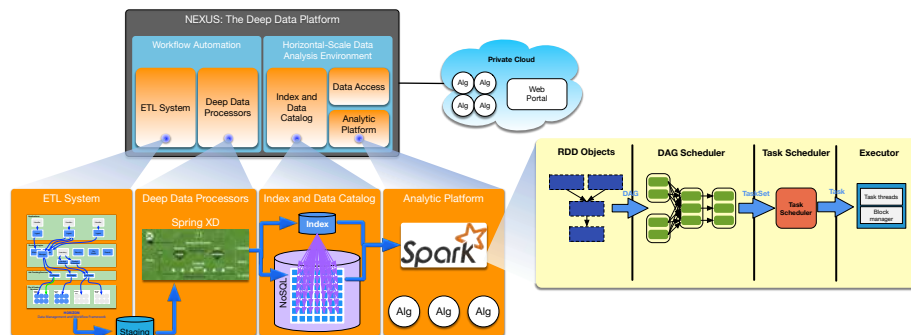 NEXUS: The Deep Data Platform
Workflow Automation
Horizontal-Scale Data
Analysis Environment
ETL System
Deep Data
Processors
Index and
Data
Catalog
Data Access
Analytic
Platform
Private Cloud
Alg
Alg
Alg
Alg
Web
Portal
RDD Objects
DAG Scheduler
Task Scheduler
Executor
DAG
TaskSet
Task
Scheduler
Task
Task threads
Block
manager
ETL System
Deep Data Processors
Index and Data Catalog
Analytic Platform
Spring XD
Index
NoSQL
Spark
Alg
Alg
Alg
Staging